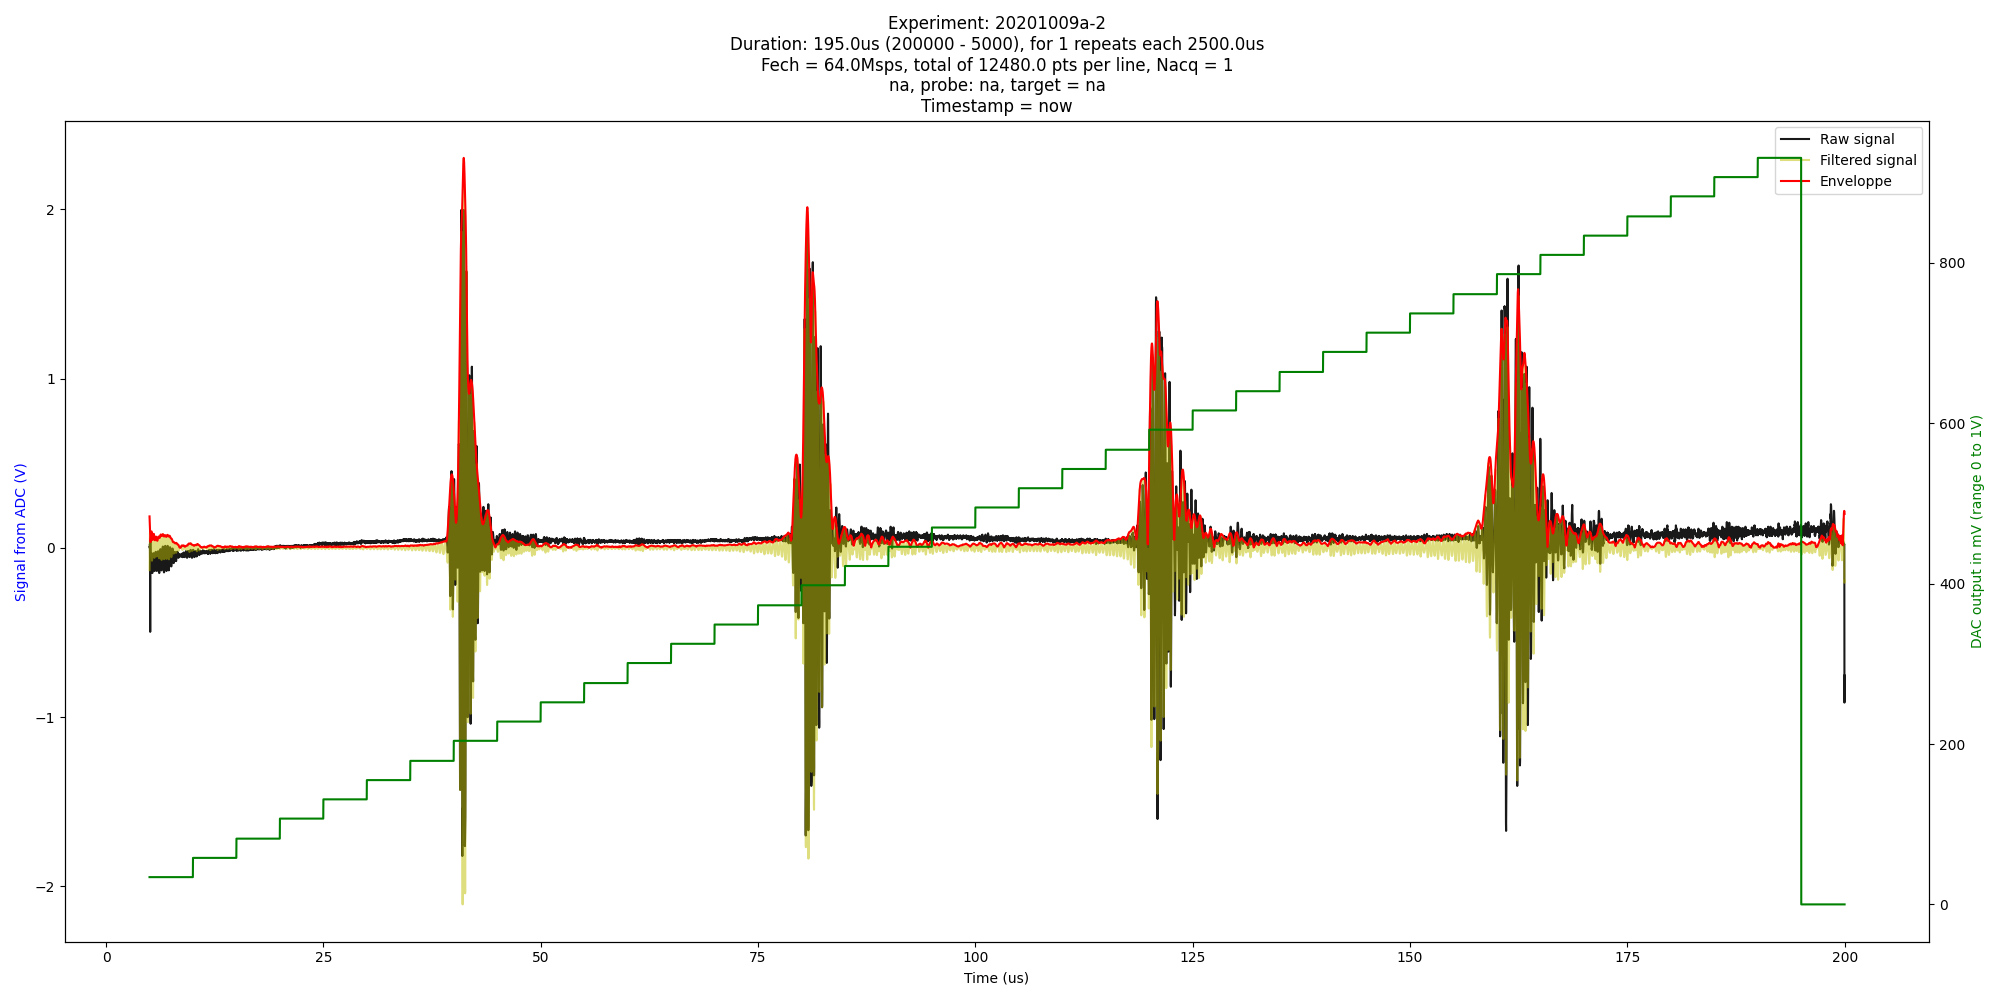 Experiment: 20201009a-2
Duration: 195.0us (200000 - 5000), for 1 repeats each 2500.0us
Fech = 64.0Msps, total of 12480.0 pts per line, Nacq = 1
na, probe: na, target = na
Timestamp = now
Raw signal
Filtered signal
Enveloppe
Signal from ADC (V)
2
1
0
−1
−2
800
600
400
200
0
DAC output in mV (range 0 to 1V)
0
25
50
75
100
125
150
175
200
Time (us)